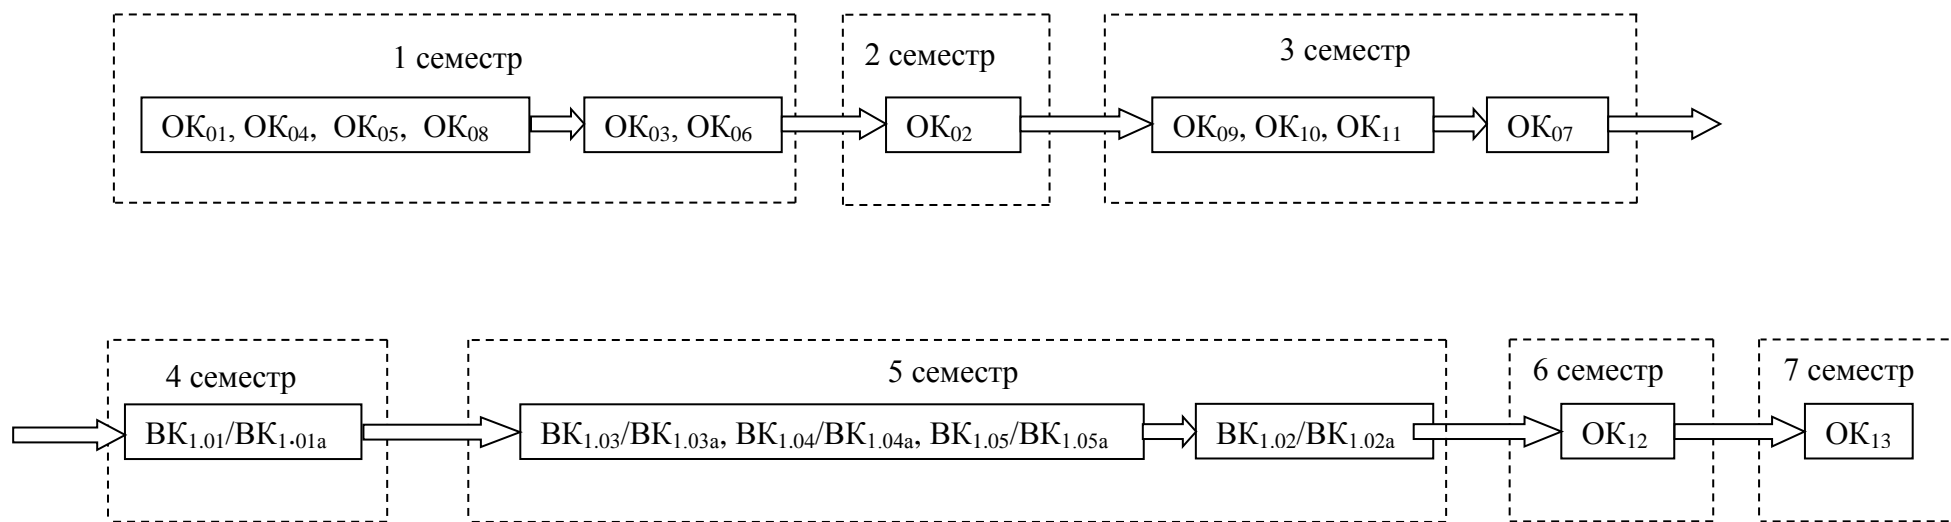 1 семестр
2 семестр
3 семестр
ОК01, ОК04, ОК05, ОК08
ОК03, ОК06
ОК02
ОК09, ОК10, ОК11
ОК07
4 семестр
5 семестр
6 семестр
7 семестр
ВК1.01/ВК1.01а
ВК1.03/ВК1.03а, ВК1.04/ВК1.04а, ВК1.05/ВК1.05а
ВК1.02/ВК1.02а
ОК12
ОК13